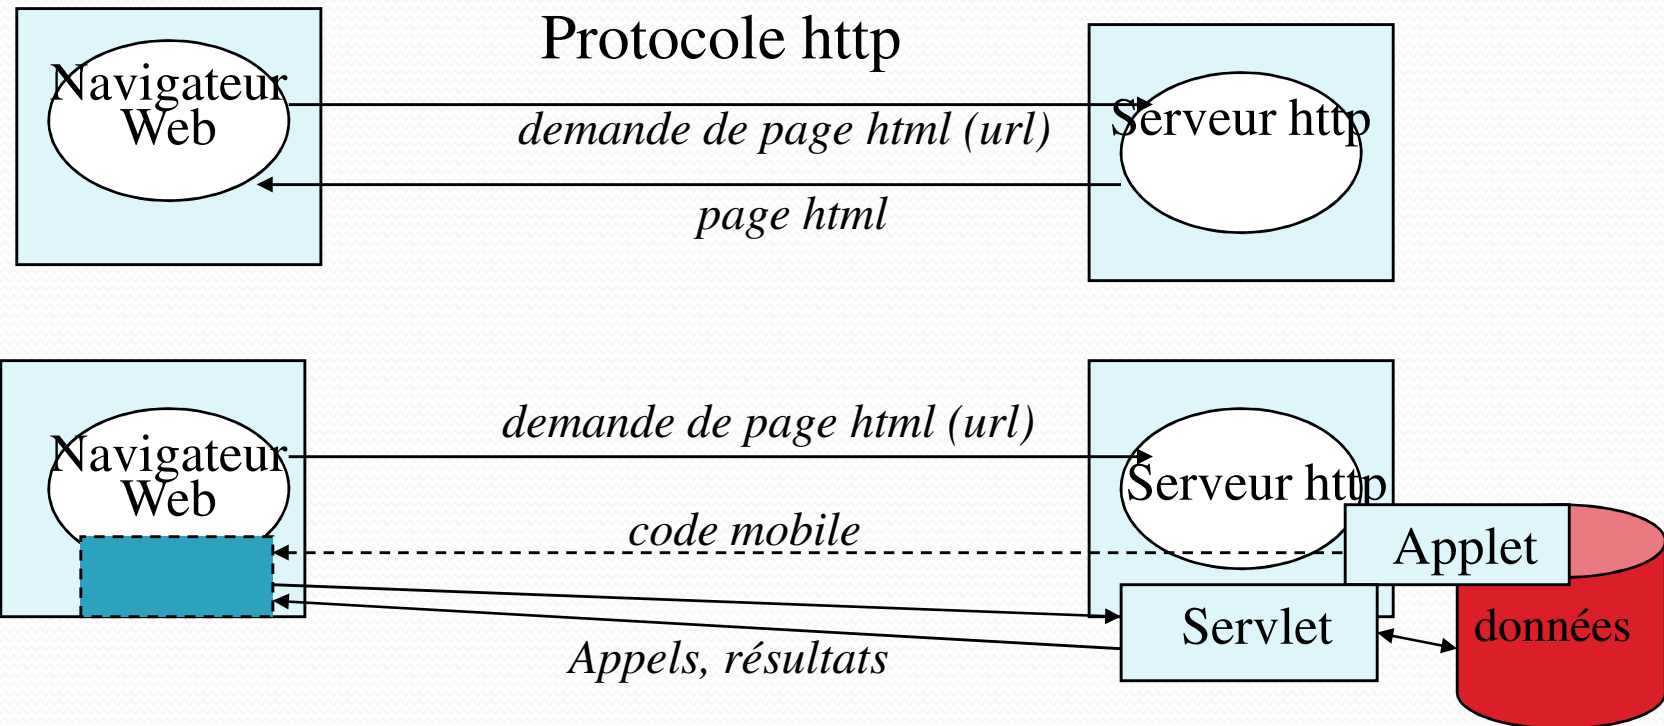 Protocole http
Navigateur
Web
demande de page html (url)
Serveur http
page html
demande de page html (url)
Navigateur
Web
Serveur http
code mobile
Applet
Servlet
données
Appels, résultats